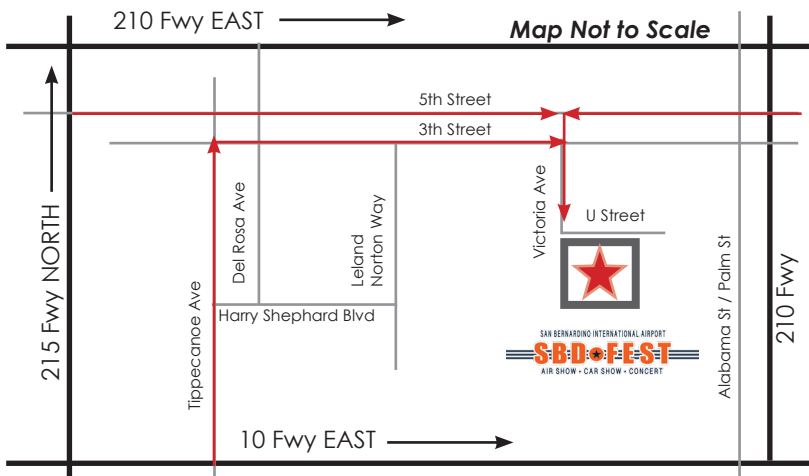 210 Fwy EAST
Map Not to Scale
5th Street
3th Street
215 Fwy NORTH
Tippecanoe Ave
Del Rosa Ave
Leland
Norton Way
Victoria Ave
U Street
Harry Shephard Blvd
Alabama St / Palm St
210 Fwy
SAN BERNARDINO INTERNATIONAL AIRPORT
SBD FEST
AIR SHOW • CAR SHOW • CONCERT
10 Fwy EAST